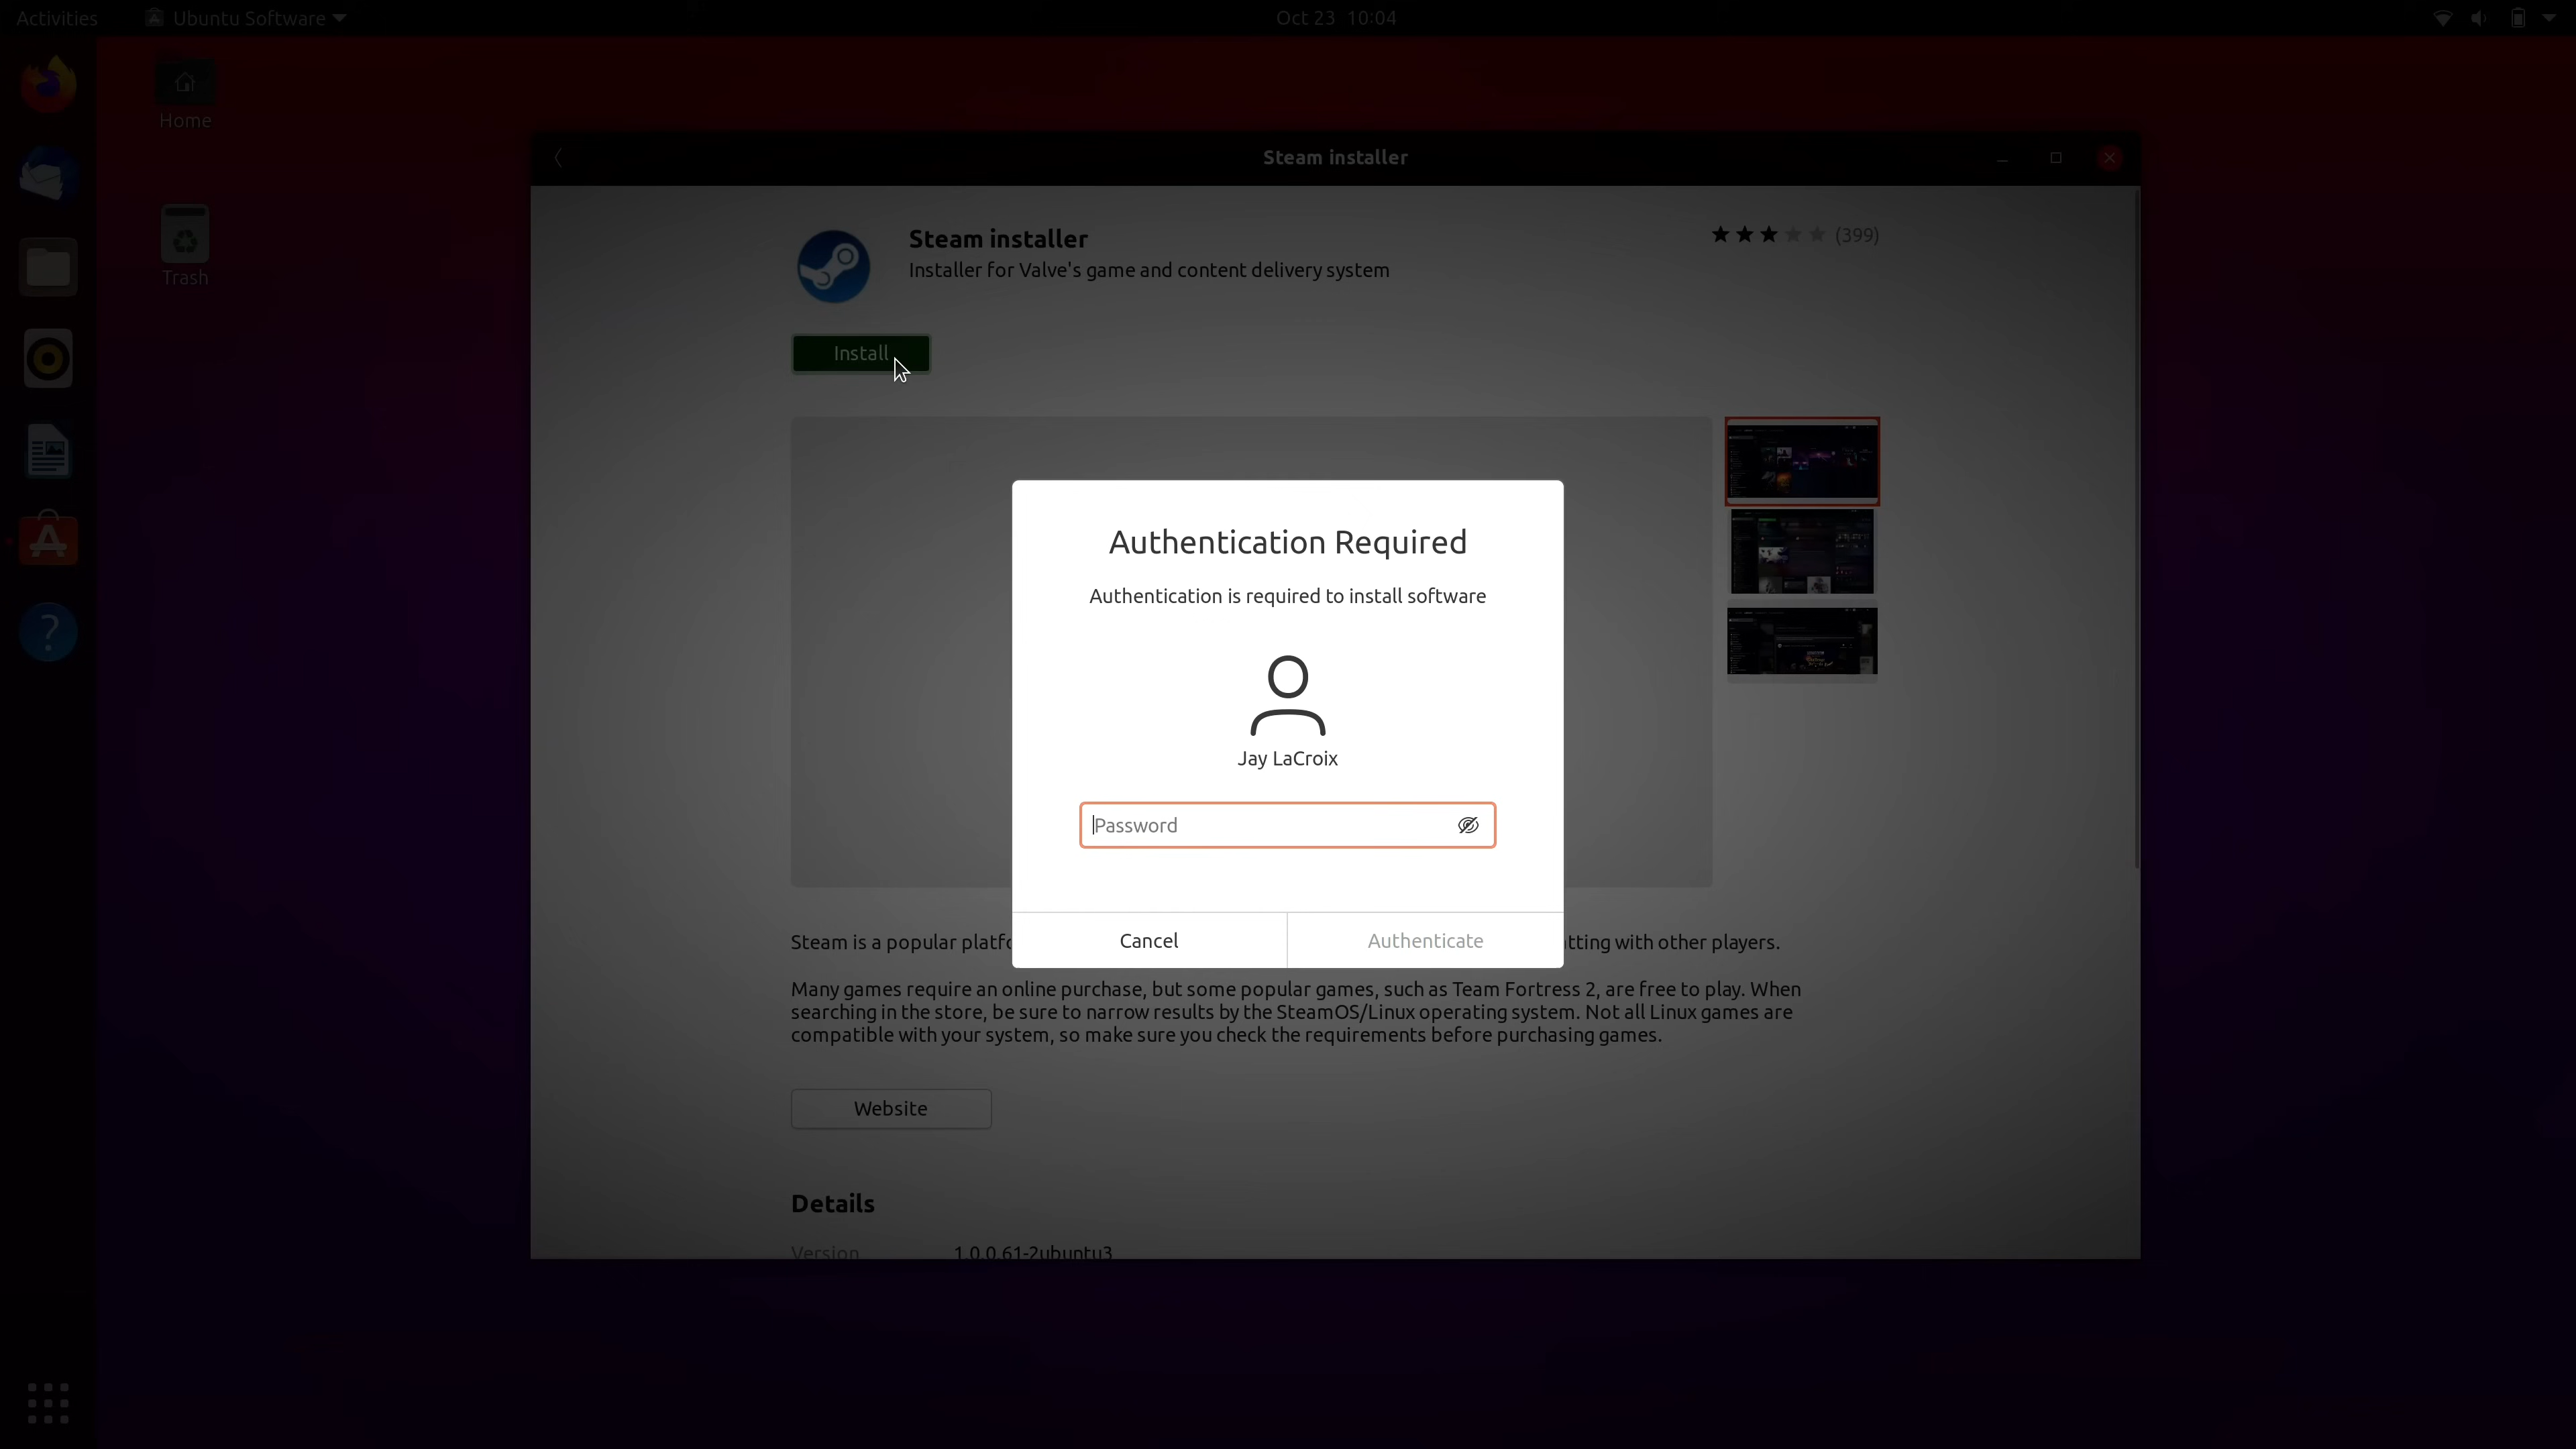 Activities
Ubuntu Software
Oct 23 10:04
Home
Trash
Steam installer
Steam installer
Installer for Valve's game and content delivery system
(399)
Install
Authentication Required
Authentication is required to install software
Jay LaCroix
Password
Cancel
Authenticate
Steam is a popular platfo
tting with other players.
Many games require an online purchase, but some popular games, such as Team Fortress 2, are free to play. When
searching in the store, be sure to narrow results by the SteamOS/Linux operating system. Not all Linux games are
compatible with your system, so make sure you check the requirements before purchasing games.
Website
Details
Version 1.0.0.61-2ubuntu3